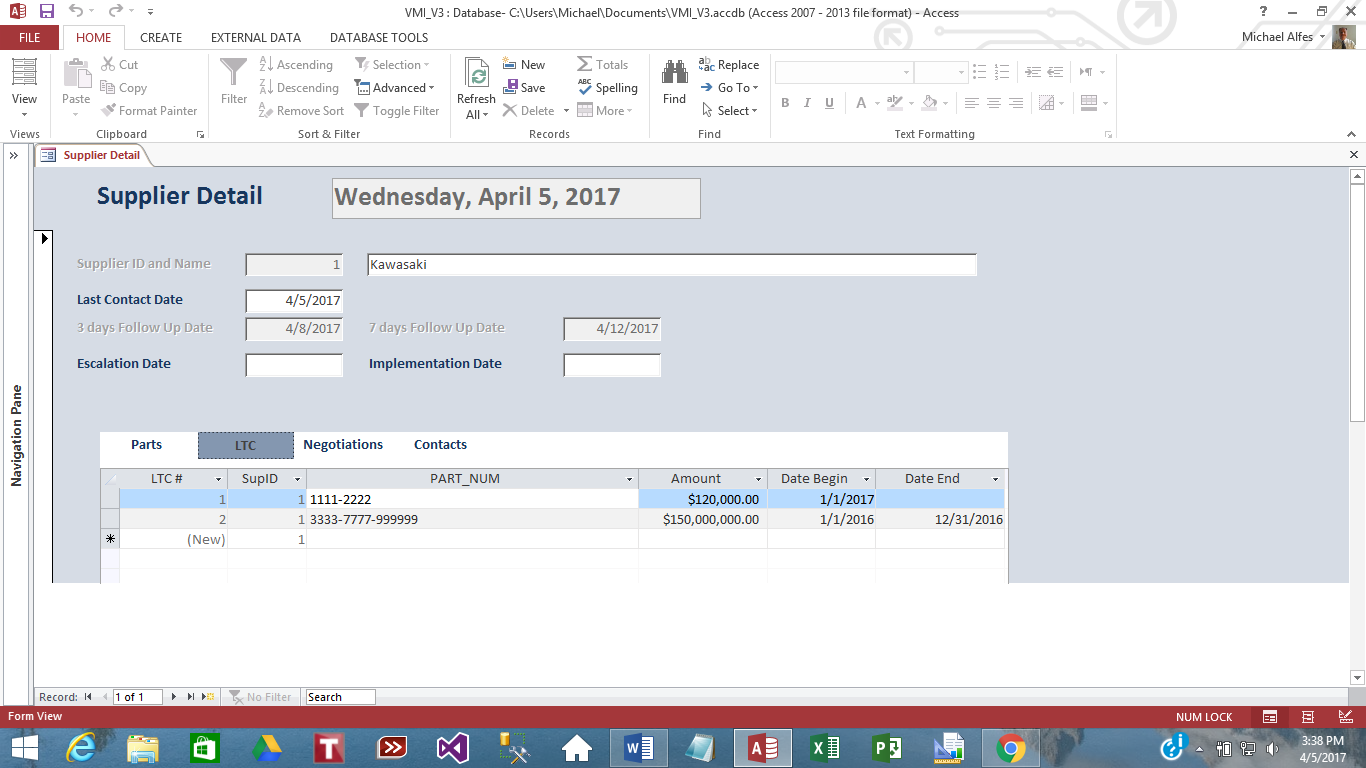 VMI_V3 : Database- C:\Users\Michael\Documents\VMI_V3.accdb (Access 2007 - 2013 file format) - Access
FILE HOME CREATE EXTERNAL DATA DATABASE TOOLS Michael Alfes
View
Views
Paste
Cut
Copy
Format Painter
Clipboard
Filter
Ascending
Descending
Remove Sort
Selection
Advanced
Toggle Filter
Sort & Filter
Refresh
All
New
Save
Delete
Totals
Spelling
More
Records
Find
Replace
Go To
Select
Find
B I U A
Text Formatting
Supplier Detail
Navigation Pane
Supplier Detail Wednesday, April 5, 2017
Supplier ID and Name 1 Kawasaki
Last Contact Date 4/5/2017
3 days Follow Up Date 4/8/2017 7 days Follow Up Date 4/12/2017
Escalation Date Implementation Date
Parts LTC Negotiations Contacts
LTC # SupID PART_NUM Amount Date Begin Date End
1 1 1111-2222 $120,000.00 1/1/2017
2 1 3333-7777-999999 $150,000,000.00 1/1/2016 12/31/2016
(New) 1
Record: 1 of 1 No Filter Search
Form View NUM LOCK
3:38 PM
4/5/2017